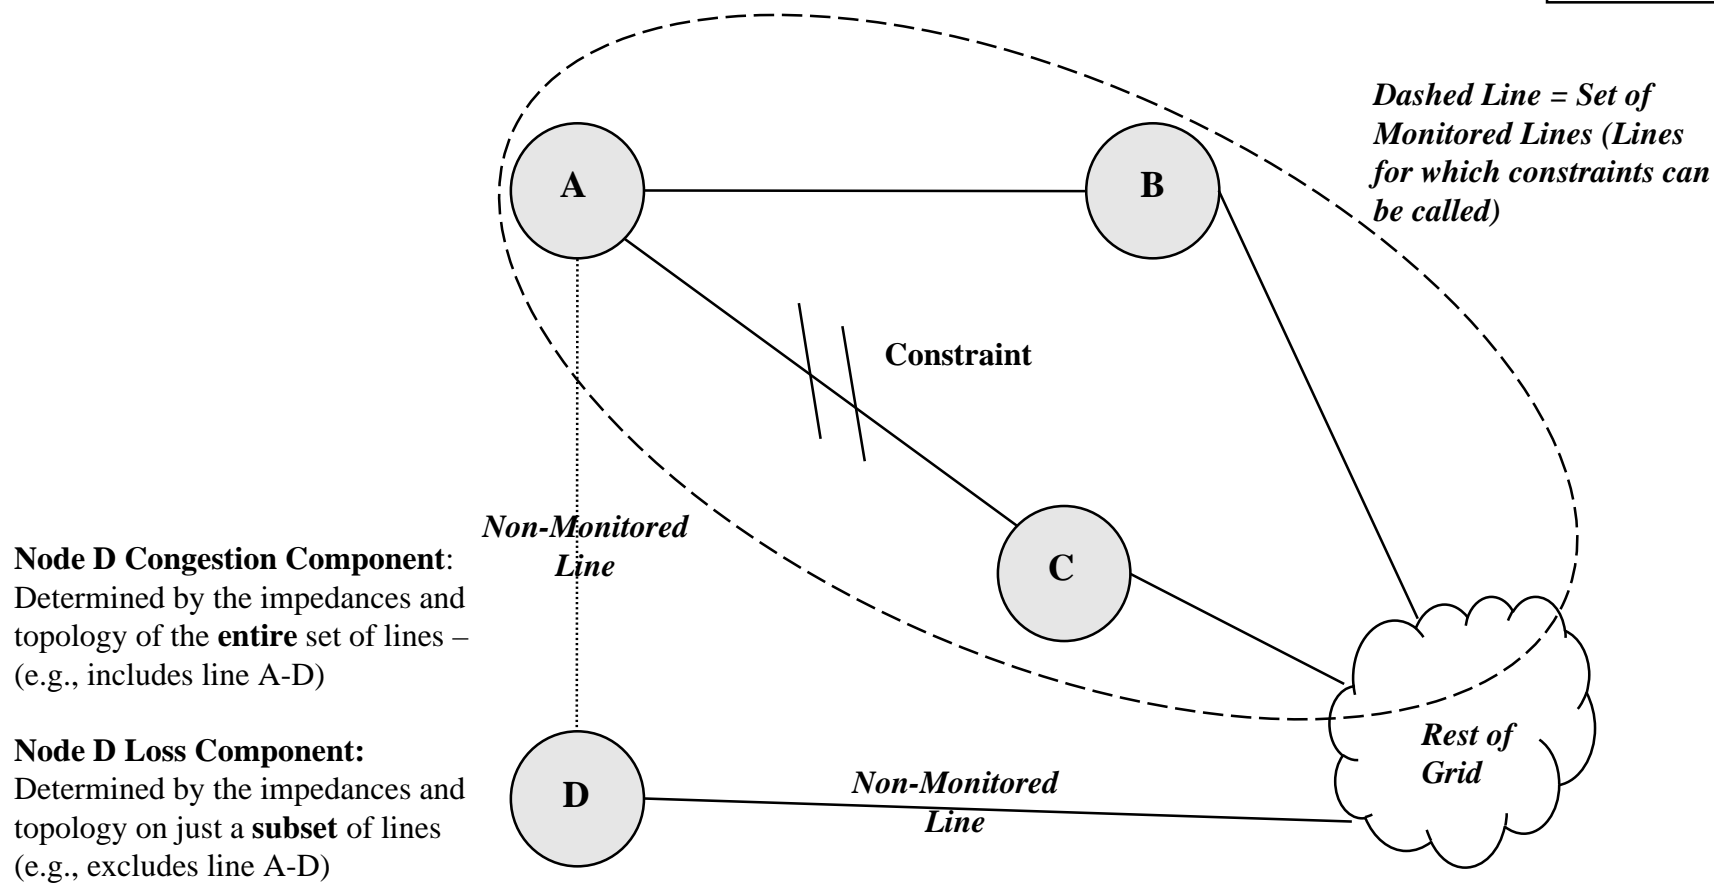 Dashed Line = Set of
Monitored Lines (Lines
for which constraints can
be called)
A
B
Constraint
Non-Monitored
Line
C
Node D Congestion Component:
Determined by the impedances and
topology of the entire set of lines –
(e.g., includes line A-D)
Node D Loss Component:
Determined by the impedances and
topology on just a subset of lines
(e.g., excludes line A-D)
D
Non-Monitored
Line
Rest of
Grid